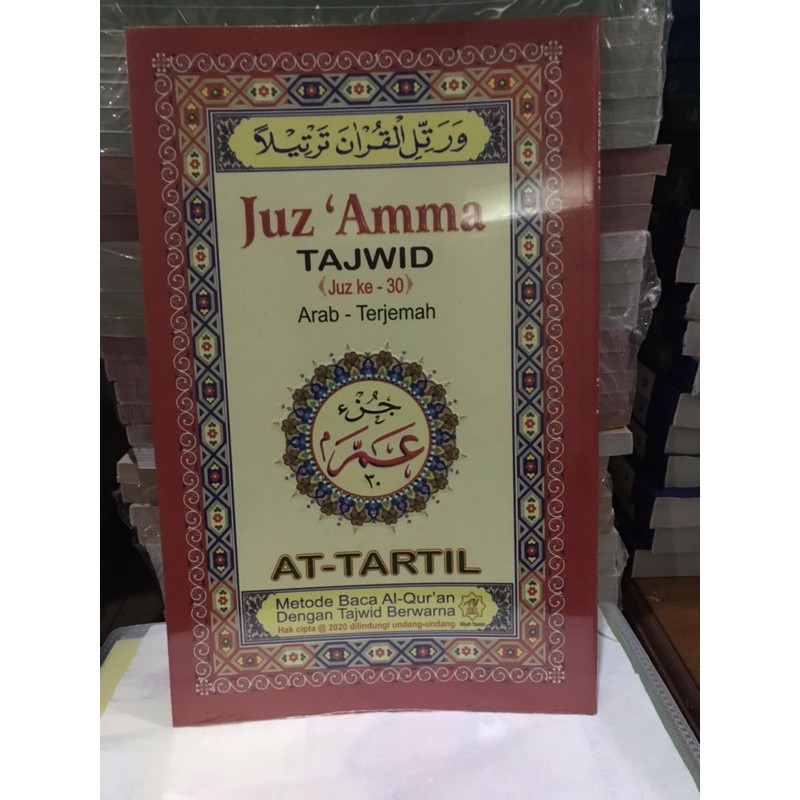 وَرَتِّلِ الْقُرْاٰنَ تَرْتِيْلًا
Juz ‘Amma
TAJWID
﴾Juz ke - 30﴿
Arab - Terjemah
جُزْء
عَمَّ
٣٠
AT-TARTIL
Metode Baca Al-Qur'an
Dengan Tajwid Berwarna
Hak cipta @ 2020 dilindungi undang-undang